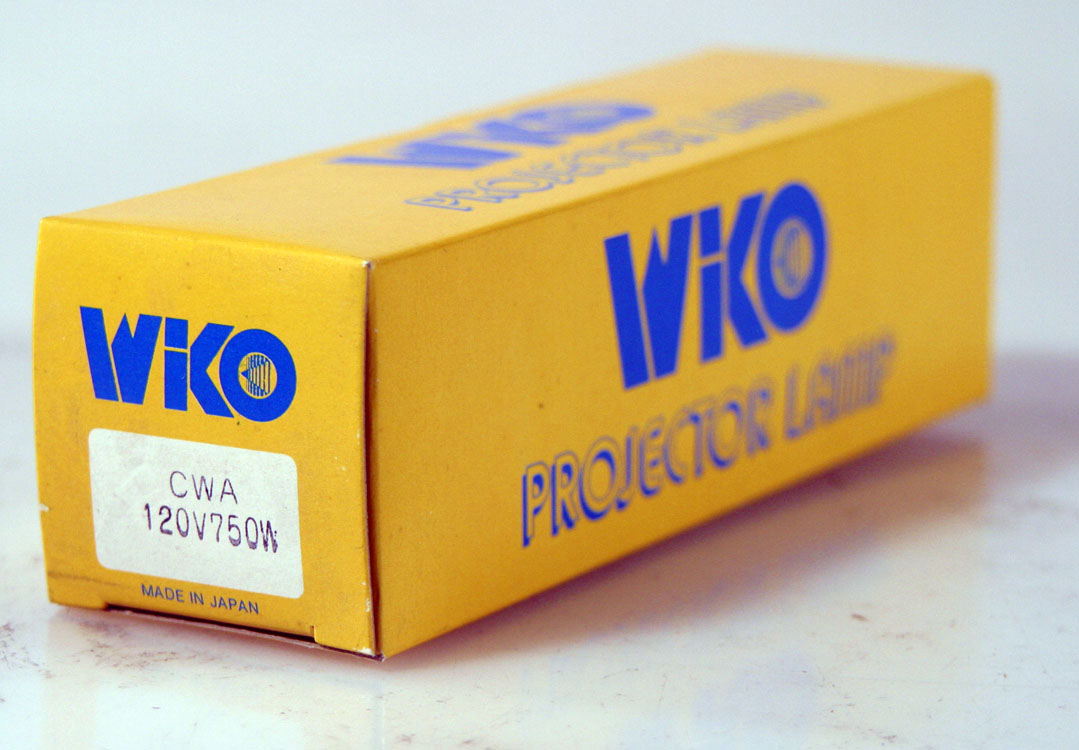 WIKO
PROJECTOR LAMP
WIKO
PROJECTOR LAMP
WIKO
CWA
120V750W
MADE IN JAPAN